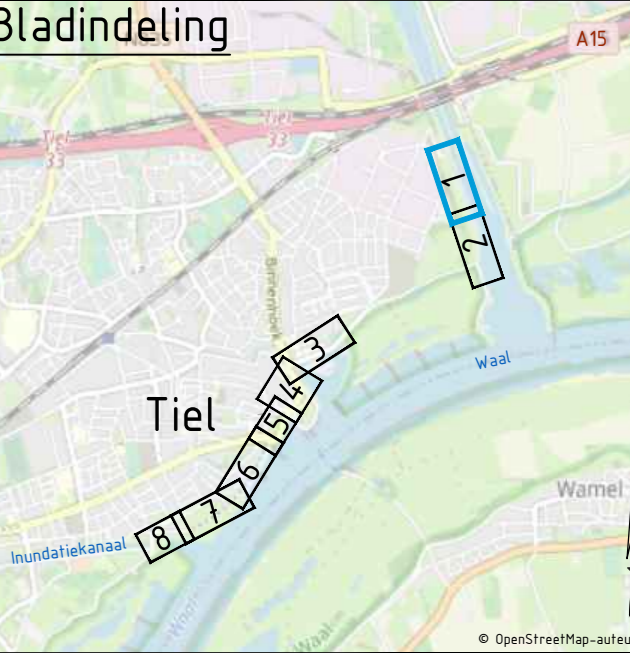 Bladindeling
A15
Tiel
33
Tiel
33
1
2
3
4
5
6
7
8
Tiel
Waal
Wamel
Inundatiekanaal
Waal
Waal
© OpenStreetMap-auteu